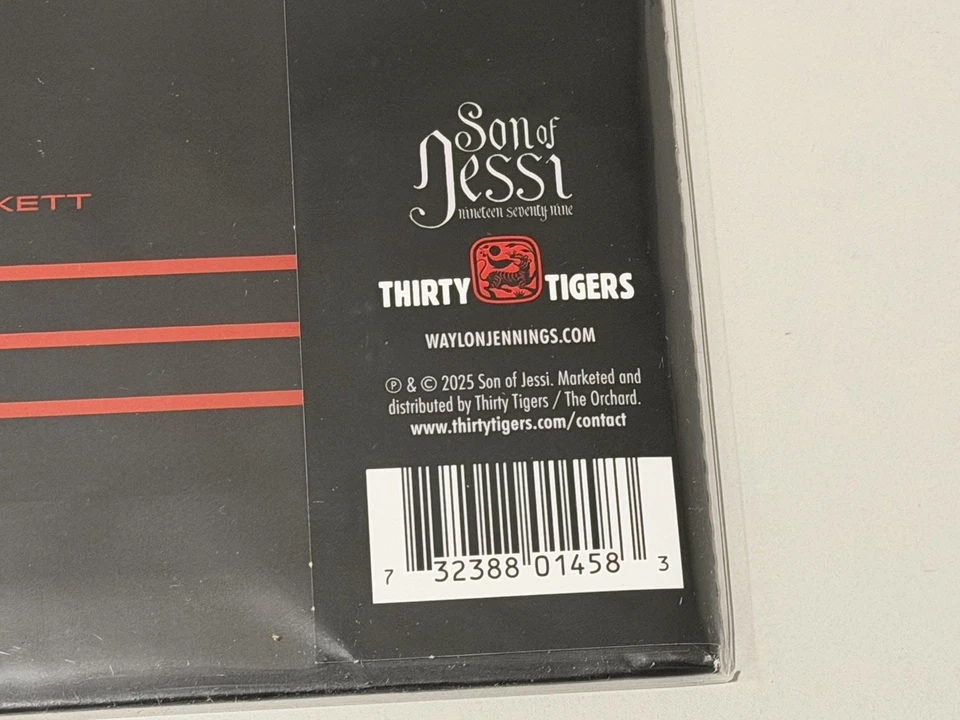 KETT
Son of
Jessi
nineteen seventy nine
THIRTY TIGERS
WAYLONJENNINGS.COM
℗ & © 2025 Son of Jessi. Marketed and
distributed by Thirty Tigers / The Orchard.
www.thirtytigers.com/contact
7 32388 01458 3